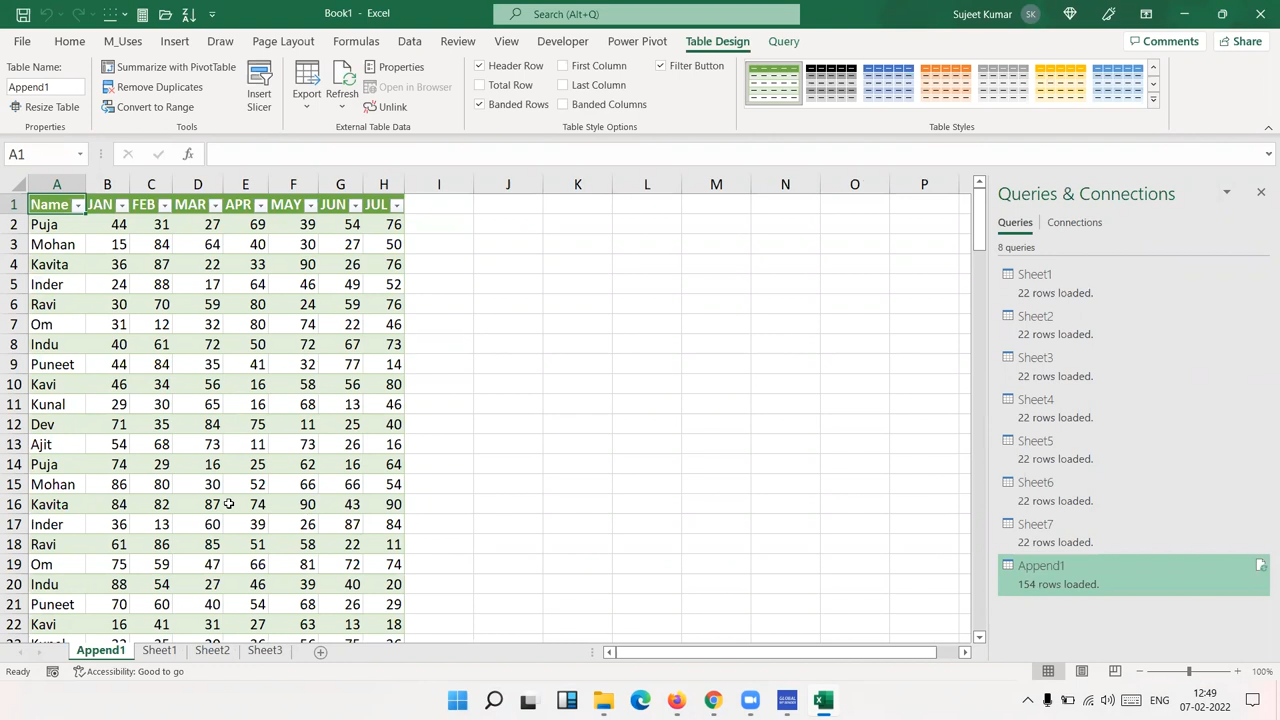 Book1 - Excel
Search (Alt+Q)
Sujeet Kumar
SK
File Home M_Uses Insert Draw Page Layout Formulas Data Review View Developer Power Pivot Table Design Query Comments Share
Table Name:
Append1
Resize Table
Properties
Summarize with PivotTable
Remove Duplicates
Convert to Range
Tools
Insert
Slicer
Export
Refresh
Properties
Open in Browser
Unlink
External Table Data
Header Row First Column Filter Button
Total Row Last Column
Banded Rows Banded Columns
Table Style Options
Table Styles
A1 fx
A B C D E F G H I J K L M N O P
1 Name JAN FEB MAR APR MAY JUN JUL
2 Puja 44 31 27 69 39 54 76
3 Mohan 15 84 64 40 30 27 50
4 Kavita 36 87 22 33 90 26 76
5 Inder 24 88 17 64 46 49 52
6 Ravi 30 70 59 80 24 59 76
7 Om 31 12 32 80 74 22 46
8 Indu 40 61 72 50 72 67 73
9 Puneet 44 84 35 41 32 77 14
10 Kavi 46 34 56 16 58 56 80
11 Kunal 29 30 65 16 68 13 46
12 Dev 71 35 84 75 11 25 40
13 Ajit 54 68 73 11 73 26 16
14 Puja 74 29 16 25 62 16 64
15 Mohan 86 80 30 52 66 66 54
16 Kavita 84 82 87 74 90 43 90
17 Inder 36 13 60 39 26 87 84
18 Ravi 61 86 85 51 58 22 11
19 Om 75 59 47 66 81 72 74
20 Indu 88 54 27 46 39 40 20
21 Puneet 70 60 40 54 68 26 29
22 Kavi 16 41 31 27 63 13 18
Queries & Connections
Queries Connections
8 queries
Sheet1
22 rows loaded.
Sheet2
22 rows loaded.
Sheet3
22 rows loaded.
Sheet4
22 rows loaded.
Sheet5
22 rows loaded.
Sheet6
22 rows loaded.
Sheet7
22 rows loaded.
Append1
154 rows loaded.
Append1 Sheet1 Sheet2 Sheet3
Ready Accessibility: Good to go 100%
ENG
12:49
07-02-2022